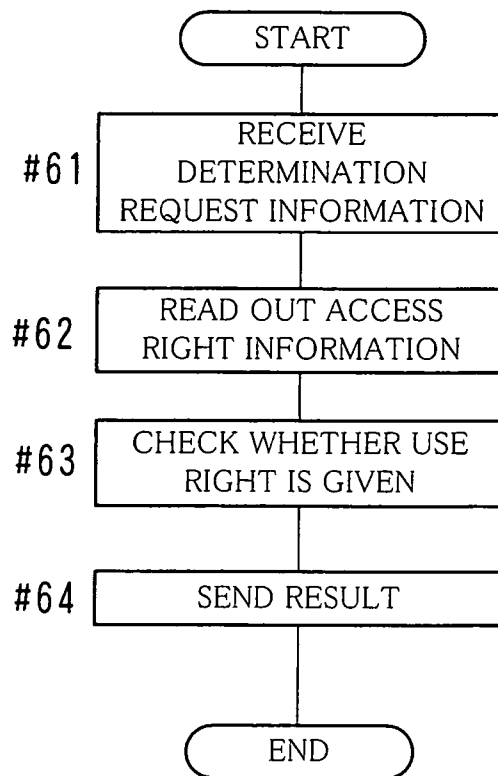 START
#61
RECEIVE
DETERMINATION
REQUEST INFORMATION
#62
READ OUT ACCESS
RIGHT INFORMATION
#63
CHECK WHETHER USE
RIGHT IS GIVEN
#64
SEND RESULT
END